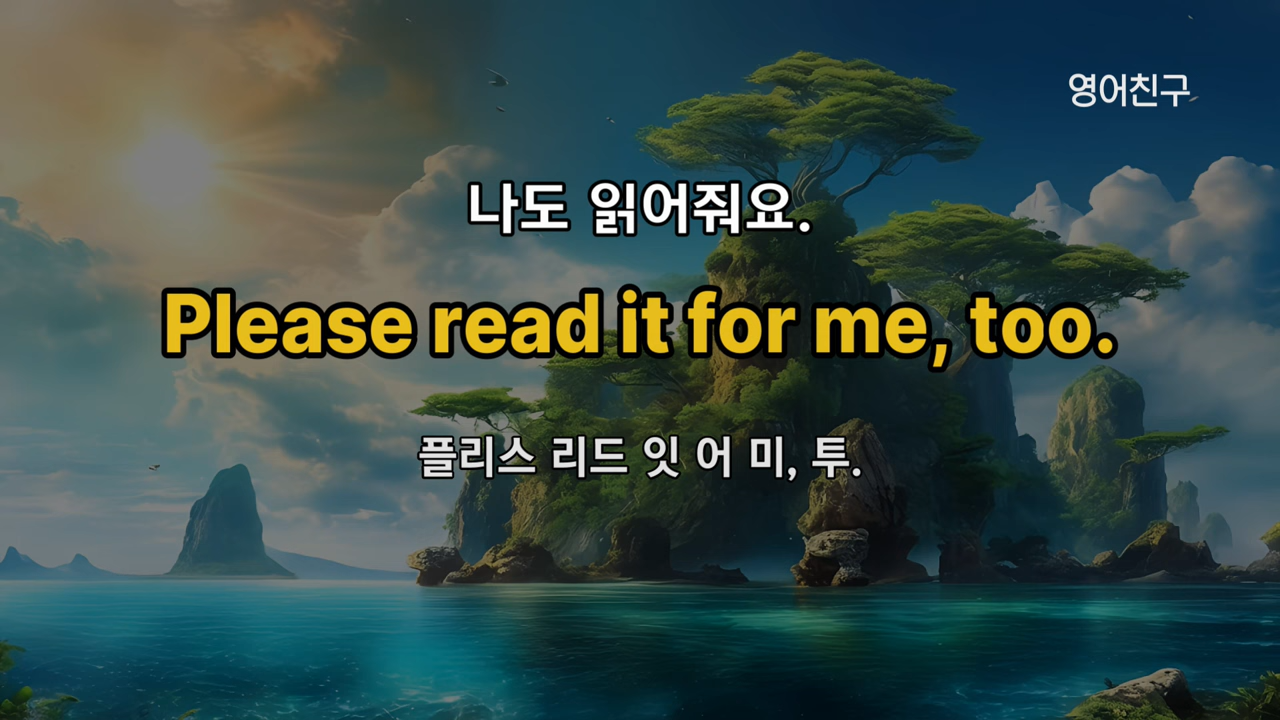 영어친구
나도 읽어줘요.
Please read it for me, too.
플리스 리드 잇 어 미, 투.